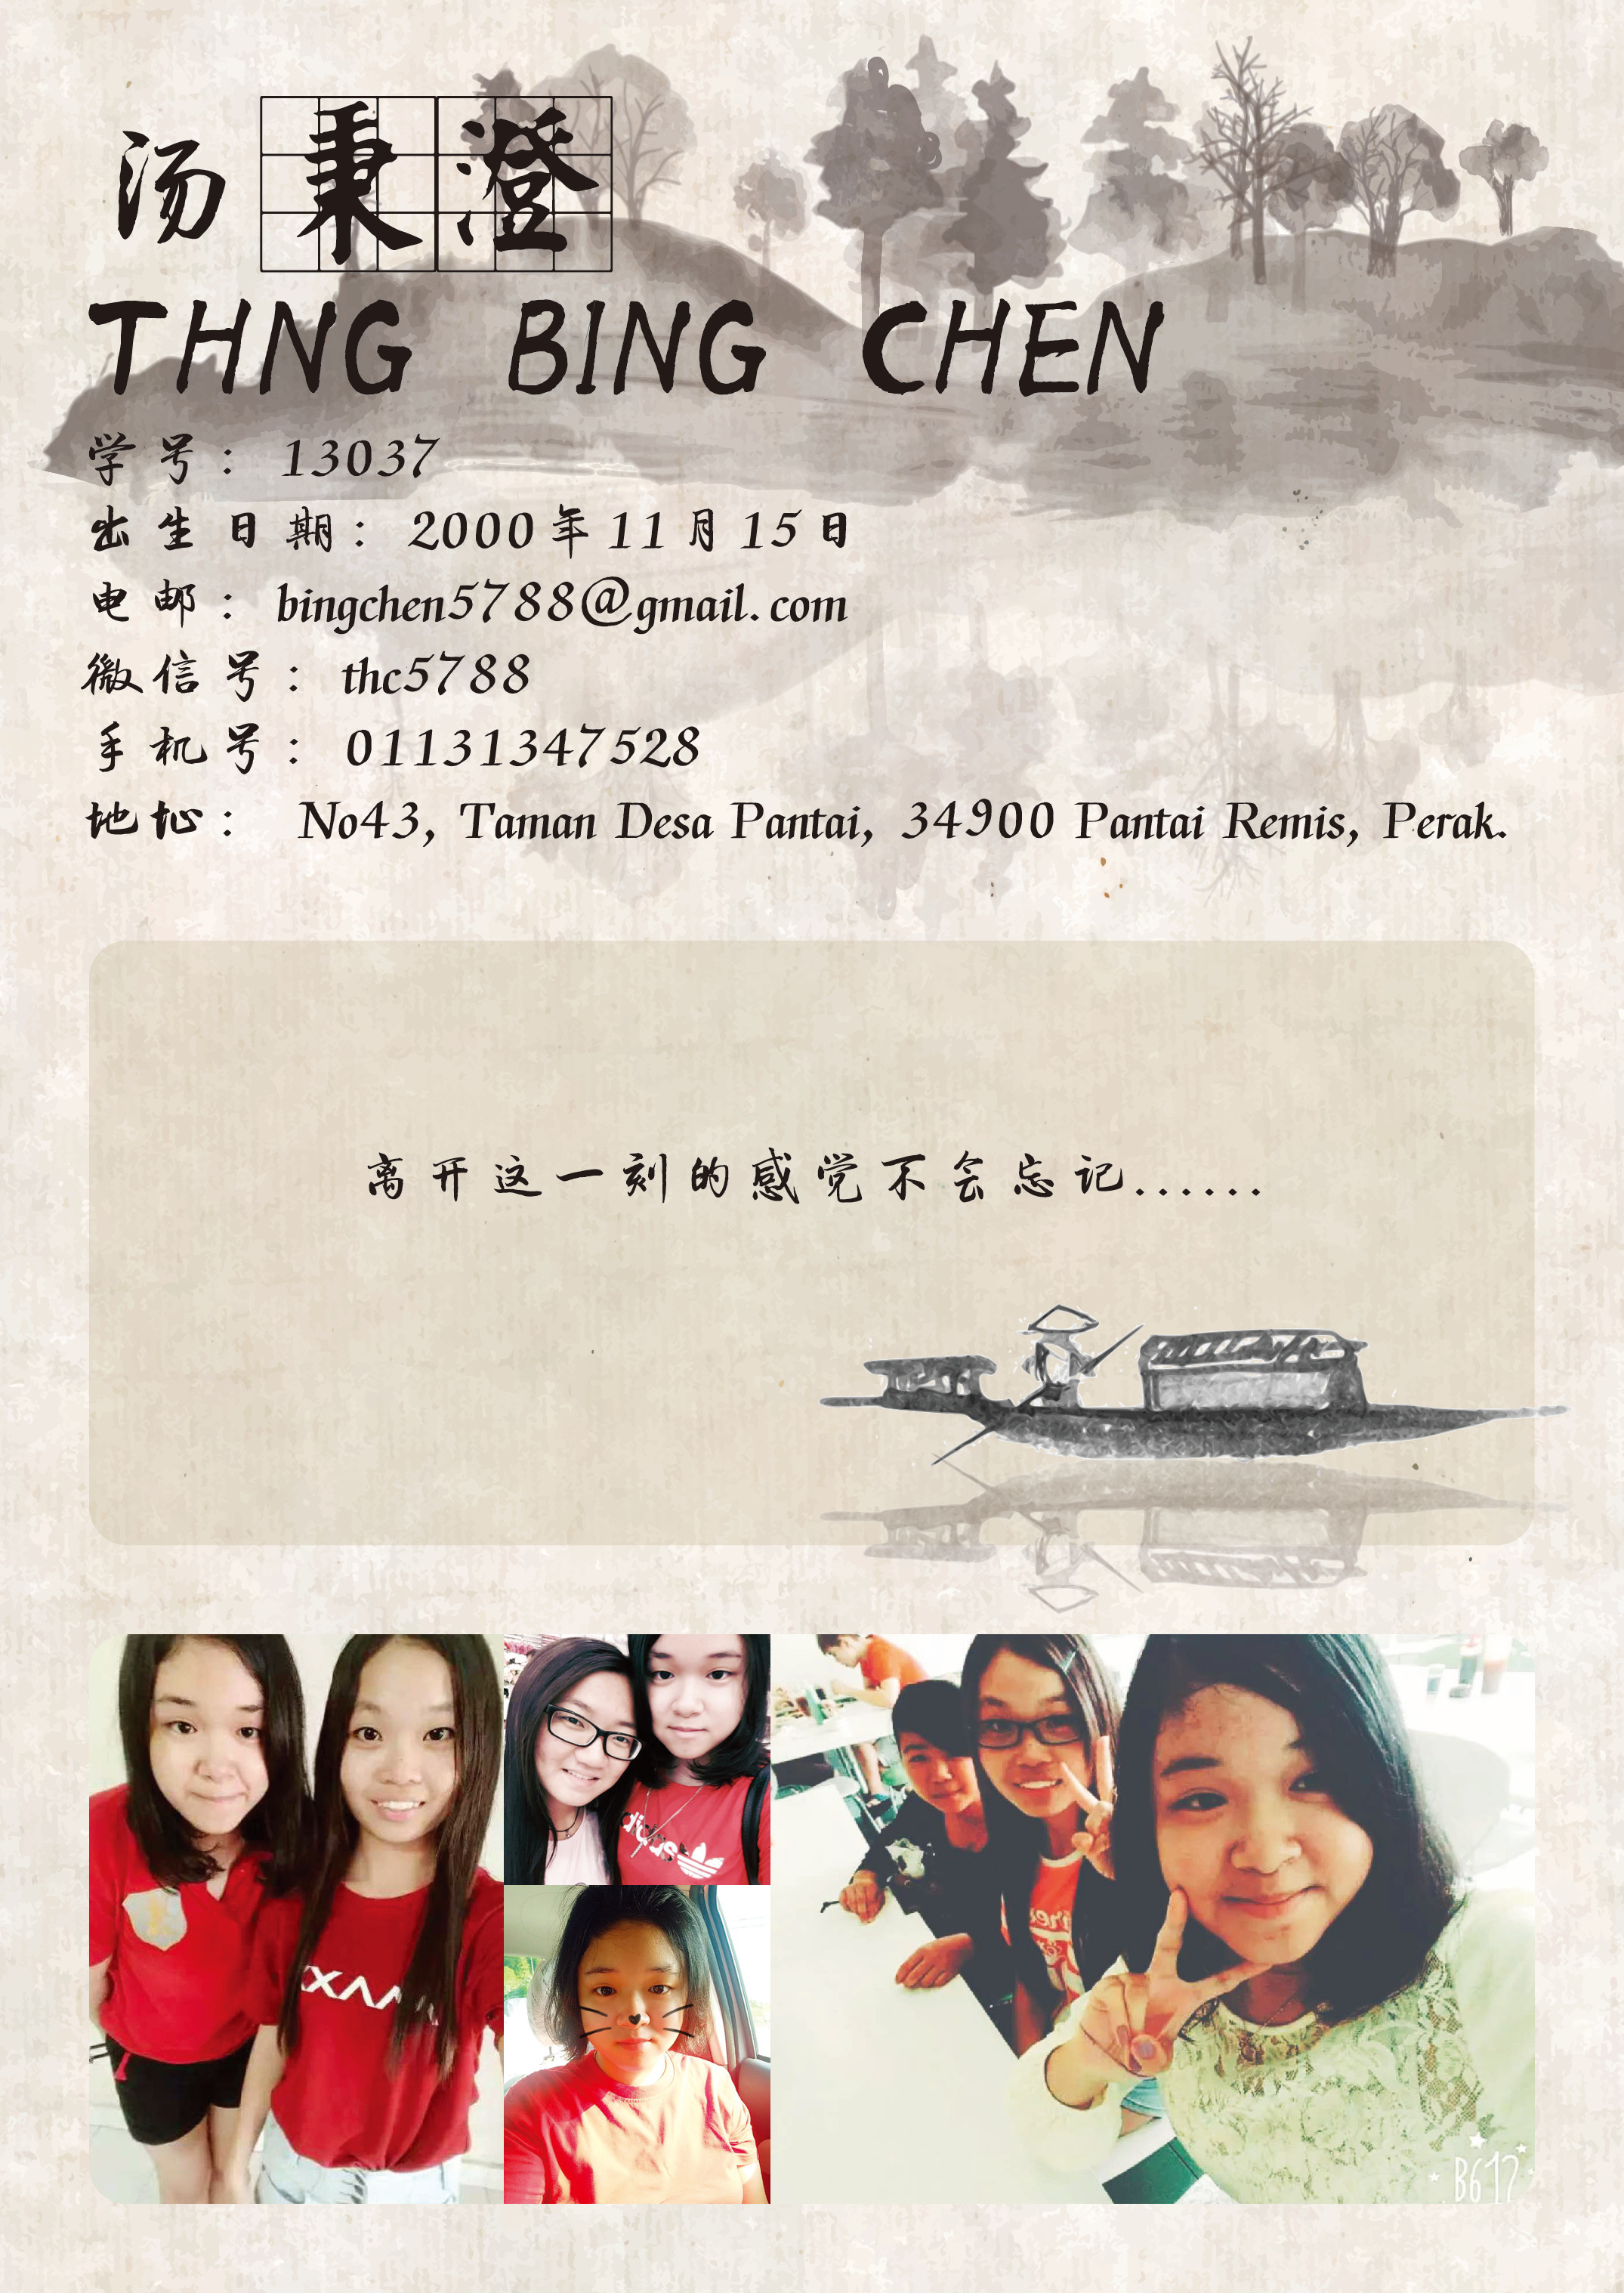 汤秉澄
THNG BING CHEN
学号： 13037
出生日期： 2000年11月15日
电邮： bingchen5788@gmail.com
微信号： thc5788
手机号： 01131347528
地址： No43, Taman Desa Pantai, 34900 Pantai Remis, Perak.
离开这一刻的感觉不会忘记......
B612